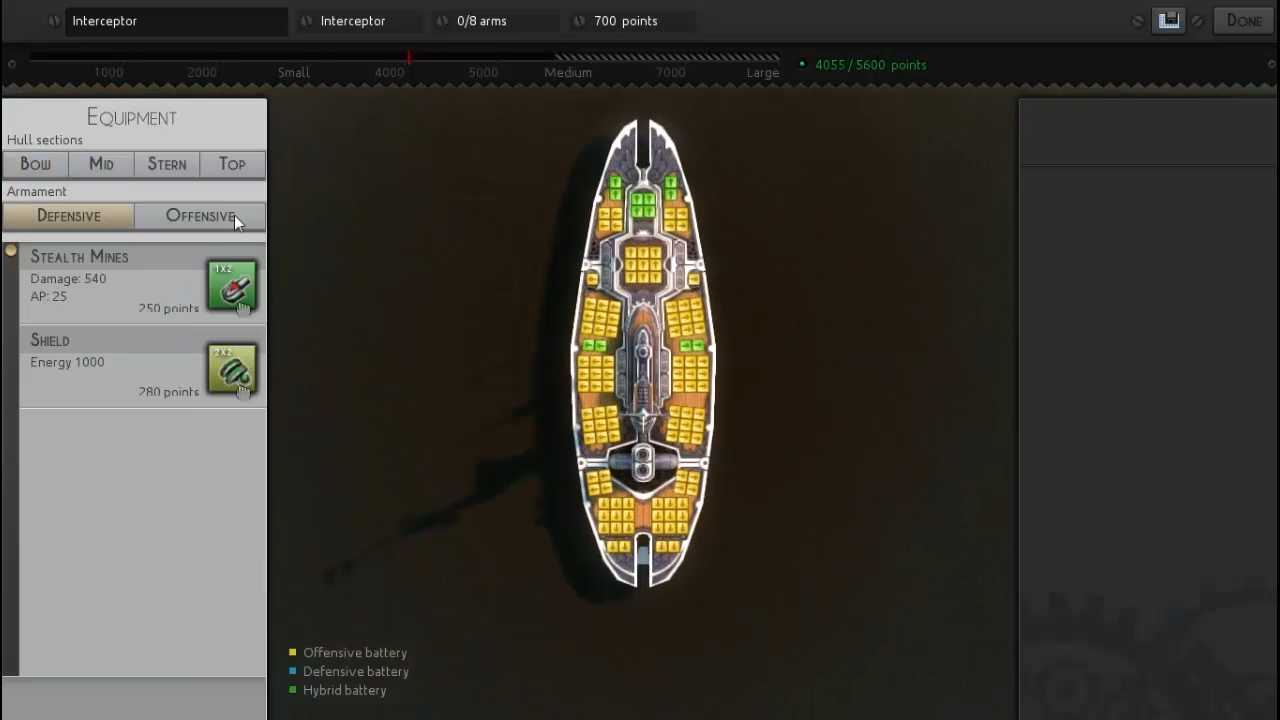 Interceptor Interceptor 0/8 arms 700 points DONE
1000 2000 Small 4000 5000 Medium 7000 Large 4055 / 5600 points
EQUIPMENT
Hull sections
BOW MID STERN TOP
Armament
DEFENSIVE OFFENSIVE
STEALTH MINES
1X2
Damage: 540
AP: 25
250 points
SHIELD
2X2
Energy 1000
280 points
Offensive battery
Defensive battery
Hybrid battery